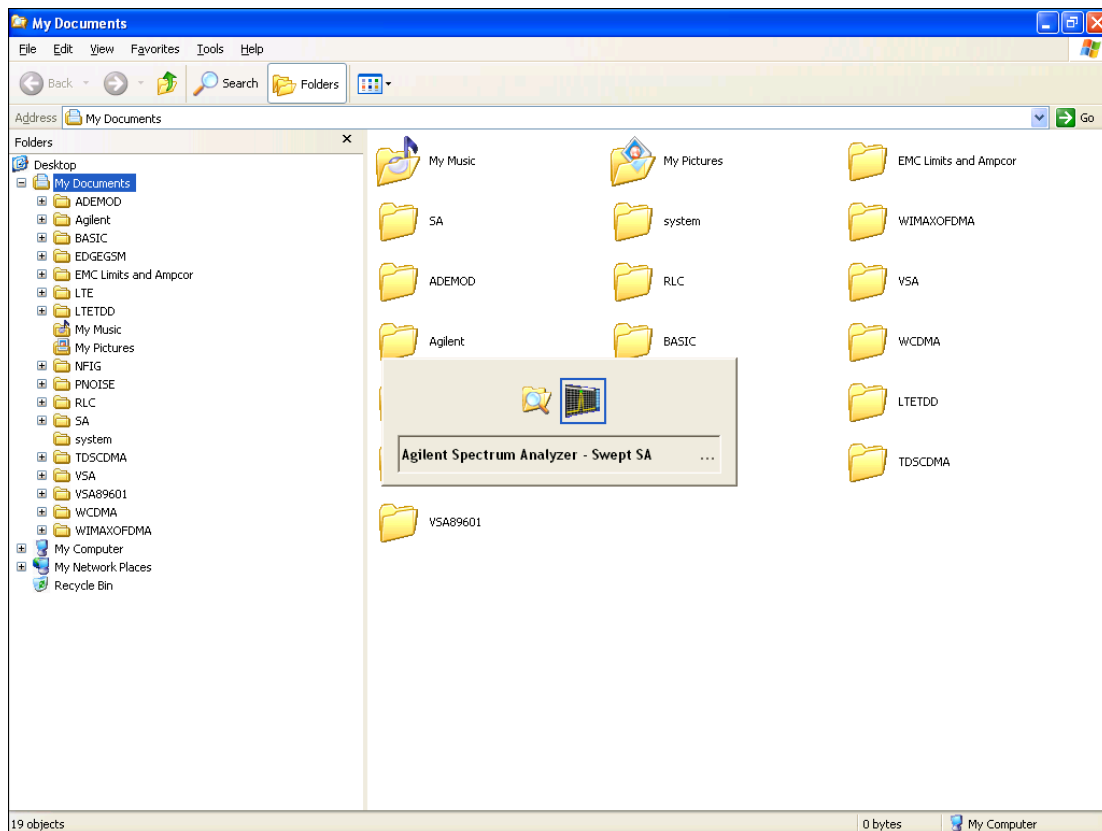 My Documents
File Edit View Favorites Tools Help
Back Search Folders
Address My Documents Go
Folders
Desktop
My Documents
ADEMOD
Agilent
BASIC
EDGEGSM
EMC Limits and Ampcor
LTE
LTETDD
My Music
My Pictures
NFIG
PNOISE
RLC
SA
system
TDSCDMA
VSA
VSA89601
WCDMA
WIMAXOFDMA
My Computer
My Network Places
Recycle Bin
My Music My Pictures EMC Limits and Ampcor
SA system WIMAXOFDMA
ADEMOD RLC VSA
Agilent BASIC WCDMA
LTETDD
TDSCDMA
VSA89601
Agilent Spectrum Analyzer - Swept SA ...
19 objects 0 bytes My Computer